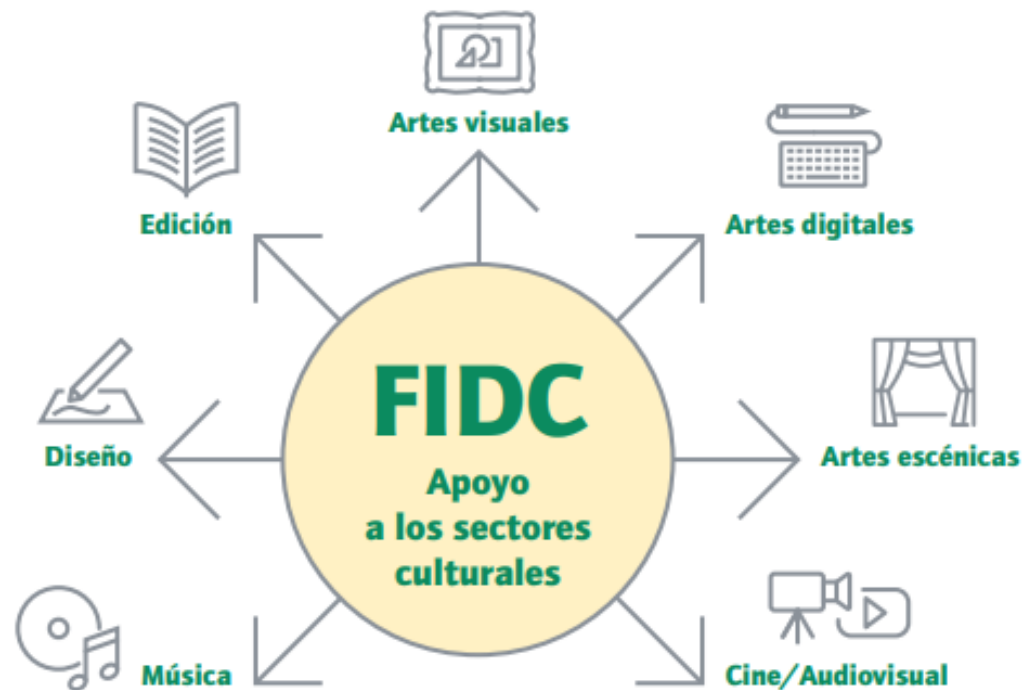 Artes visuales
Edición
Artes digitales
FIDC
Apoyo
a los sectores
culturales
Diseño
Artes escénicas
Música
Cine/Audiovisual